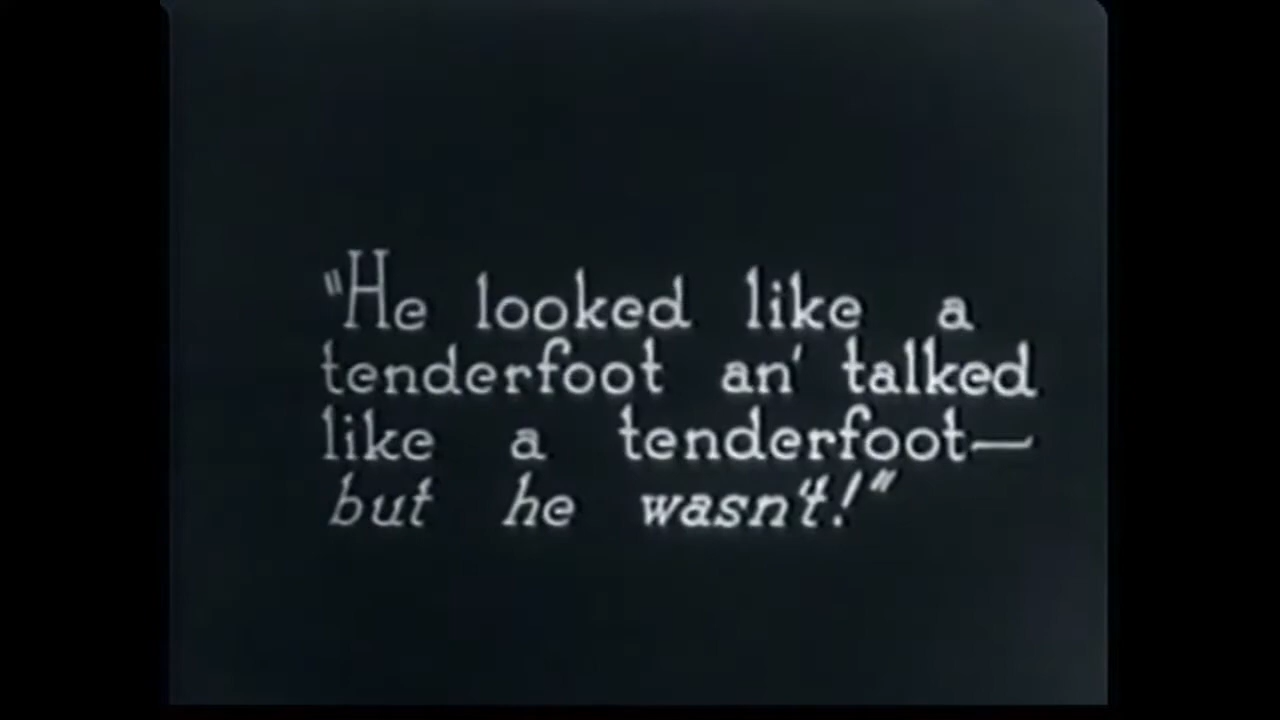 "He looked like a
tenderfoot an' talked
like a tenderfoot—
but he wasn't!"